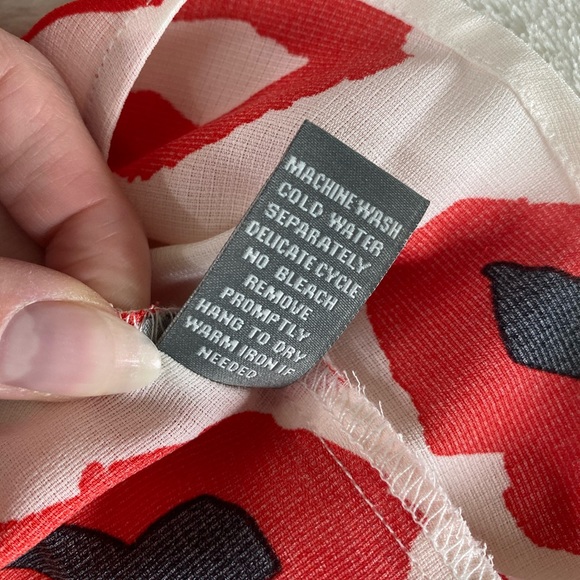 MACHINE WASH
COLD WATER
SEPARATELY
DELICATE CYCLE
NO BLEACH
REMOVE
PROMPTLY
HANG TO DRY
WARM IRON IF
NEEDED